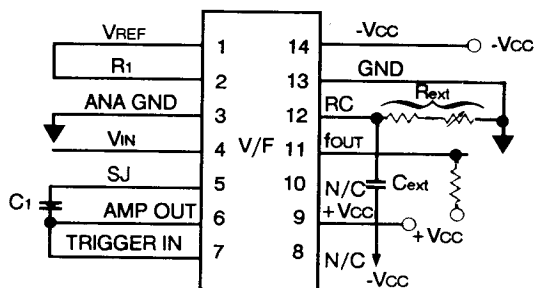 VREF 1 14 -VCC -VCC
R1 2 13 GND
ANA GND 3 12 RC Rext
VIN 4 V/F 11 fOUT
SJ 5 10 N/C Cext
C1
AMP OUT 6 9 +VCC +VCC
TRIGGER IN 7 8 N/C
-VCC